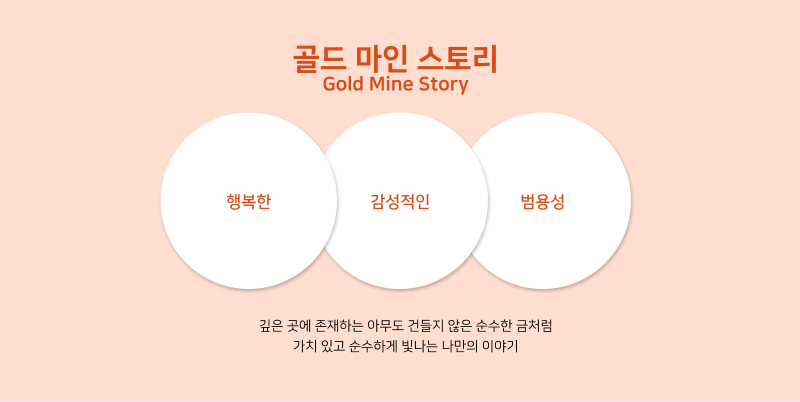 골드 마인 스토리
Gold Mine Story
행복한
감성적인
범용성
깊은 곳에 존재하는 아무도 건들지 않은 순수한 금처럼
가치 있고 순수하게 빛나는 나만의 이야기